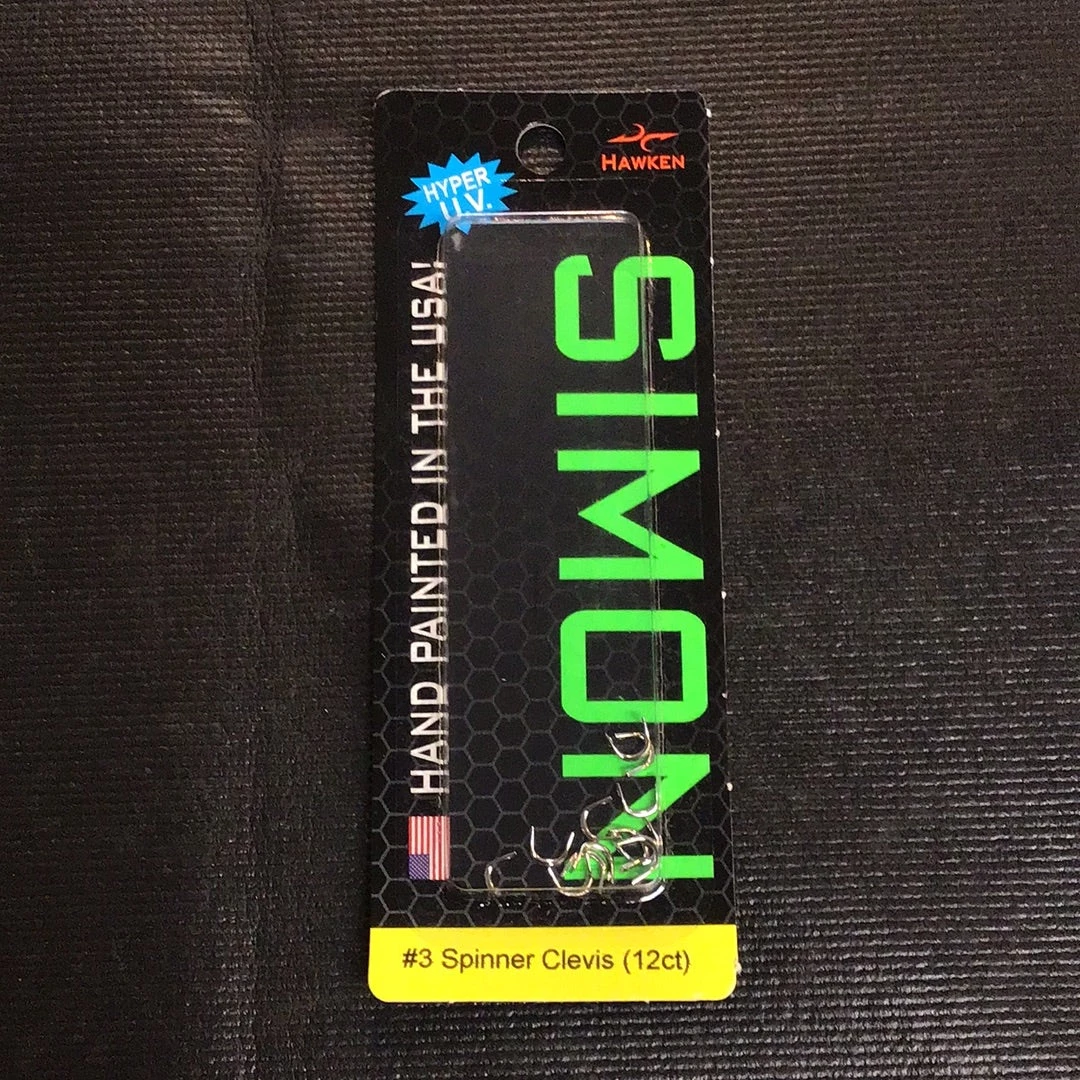 HAWKEN
HYPER
U.V.
HAND PAINTED IN THE USA!
SIMON
#3 Spinner Clevis (12ct)